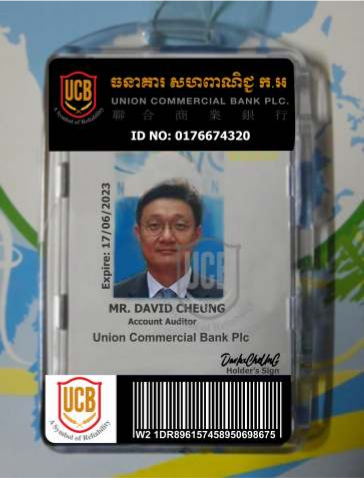 UCB
A Symbol of Reliability
ធនាគារ សហពាណិជ្ជ ក.អ
UNION COMMERCIAL BANK PLC.
聯 合 商 業 銀 行
ID NO: 0176674320
Expire: 17/06/2023
UCB
MR. DAVID CHEUNG
Account Auditor
Union Commercial Bank Plc
Holder's Sign
UCB
A Symbol of Reliability
W2 1DR896157458950698675